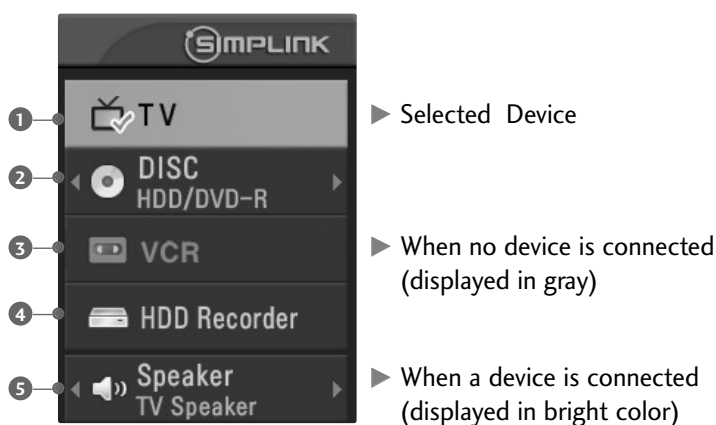 SIMPLINK
1 TV
▶ Selected Device
2 DISC
HDD/DVD-R
3 VCR
▶ When no device is connected
(displayed in gray)
4 HDD Recorder
5 Speaker
TV Speaker
▶ When a device is connected
(displayed in bright color)